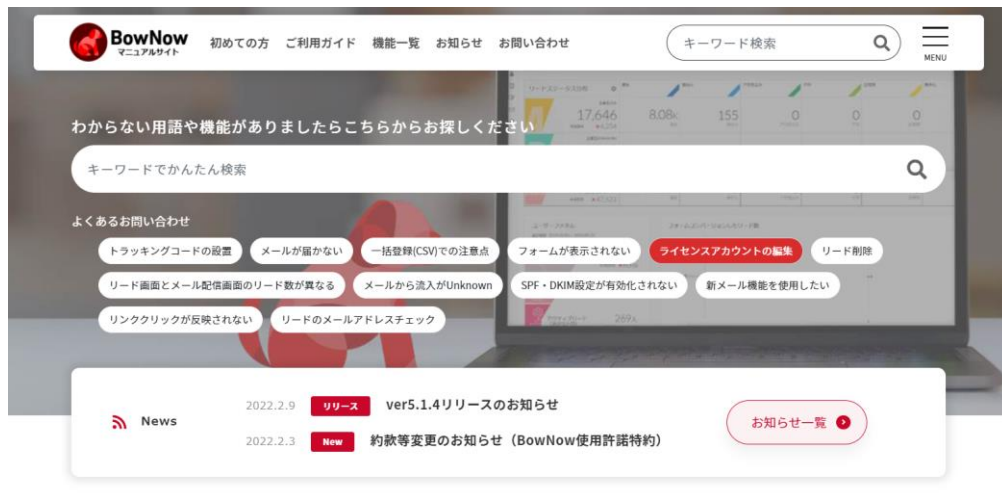 BowNow
マニュアルサイト
初めての方 ご利用ガイド 機能一覧 お知らせ お問い合わせ
キーワード検索
MENU
17,646 8.08K 155 0 0 0
わからない用語や機能がありましたらこちらからお探しください
キーワードでかんたん検索
よくあるお問い合わせ
トラッキングコードの設置 メールが届かない 一括登録(CSV)での注意点 フォームが表示されない ライセンスアカウントの編集 リード削除
リード画面とメール配信画面のリード数が異なる メールから流入がUnknown SPF・DKIM設定が有効化されない 新メール機能を使用したい
リンククリックが反映されない リードのメールアドレスチェック
269人
News
2022.2.9 リリース ver5.1.4リリースのお知らせ
2022.2.3 New 約款等変更のお知らせ（BowNow使用許諾特約）
お知らせ一覧